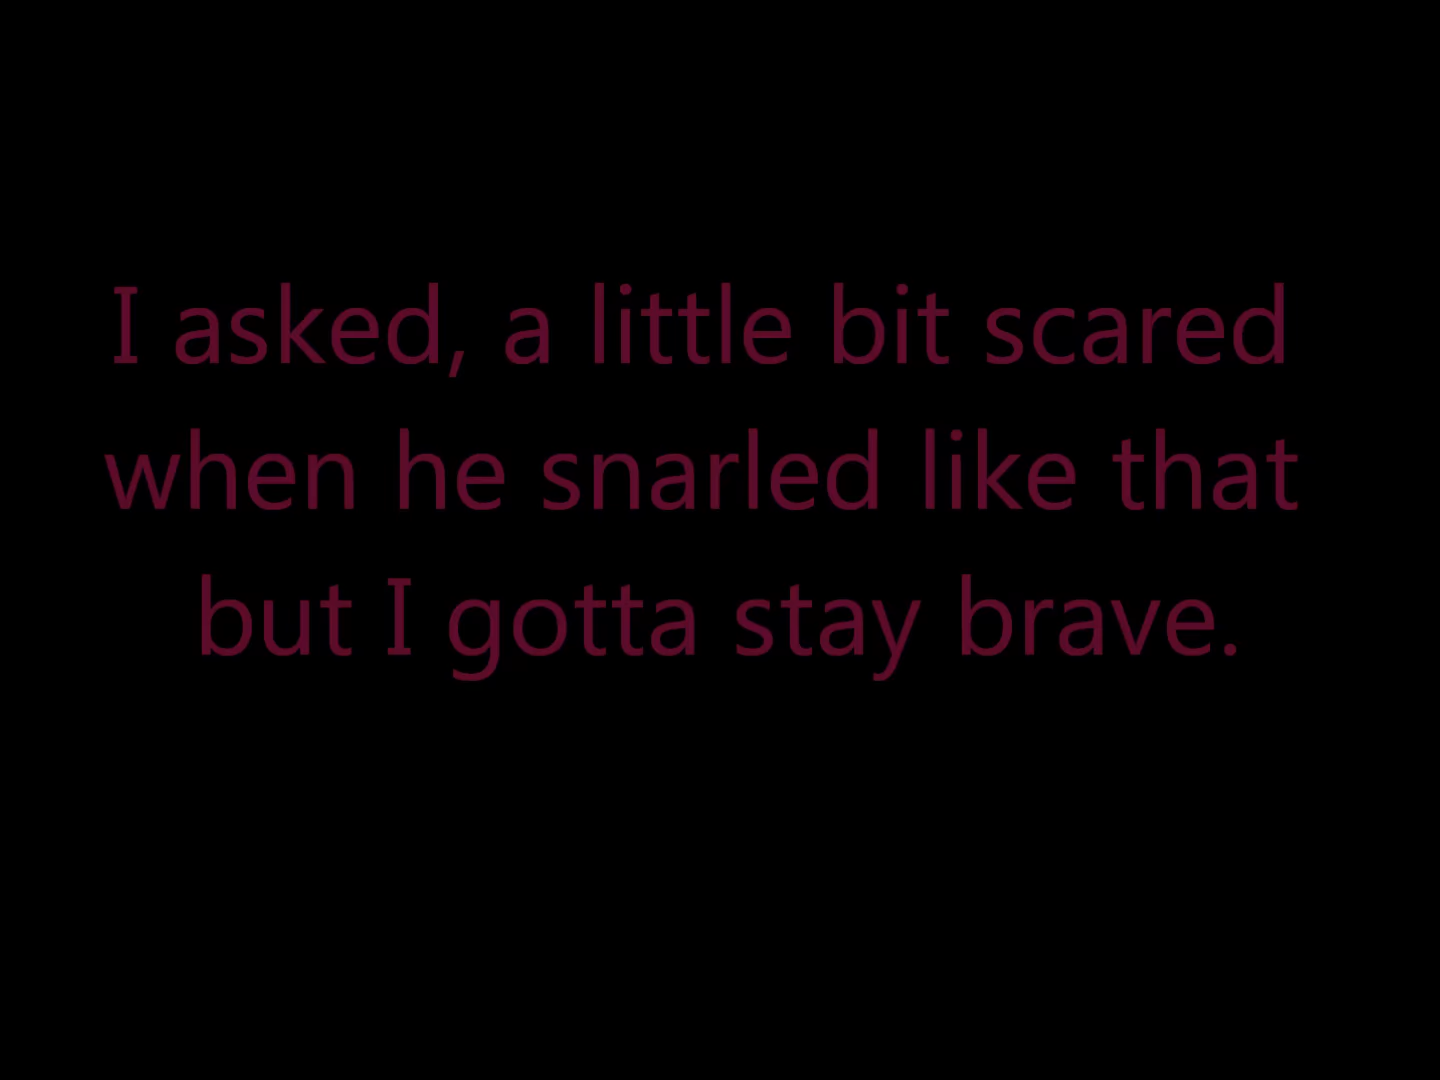 I asked, a little bit scared
when he snarled like that
but I gotta stay brave.